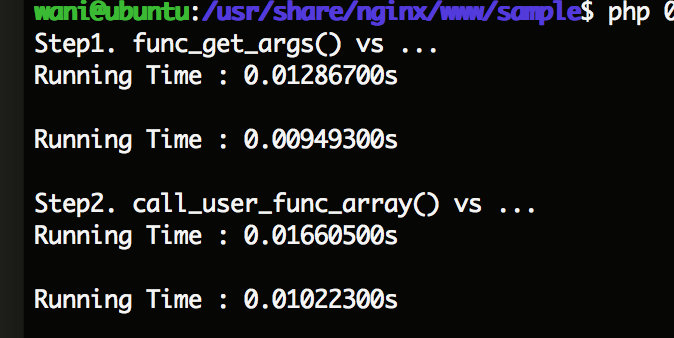 wani@ubuntu:/usr/share/nginx/www/sample$ php 0
Step1. func_get_args() vs ...
Running Time : 0.01286700s
Running Time : 0.00949300s
Step2. call_user_func_array() vs ...
Running Time : 0.01660500s
Running Time : 0.01022300s